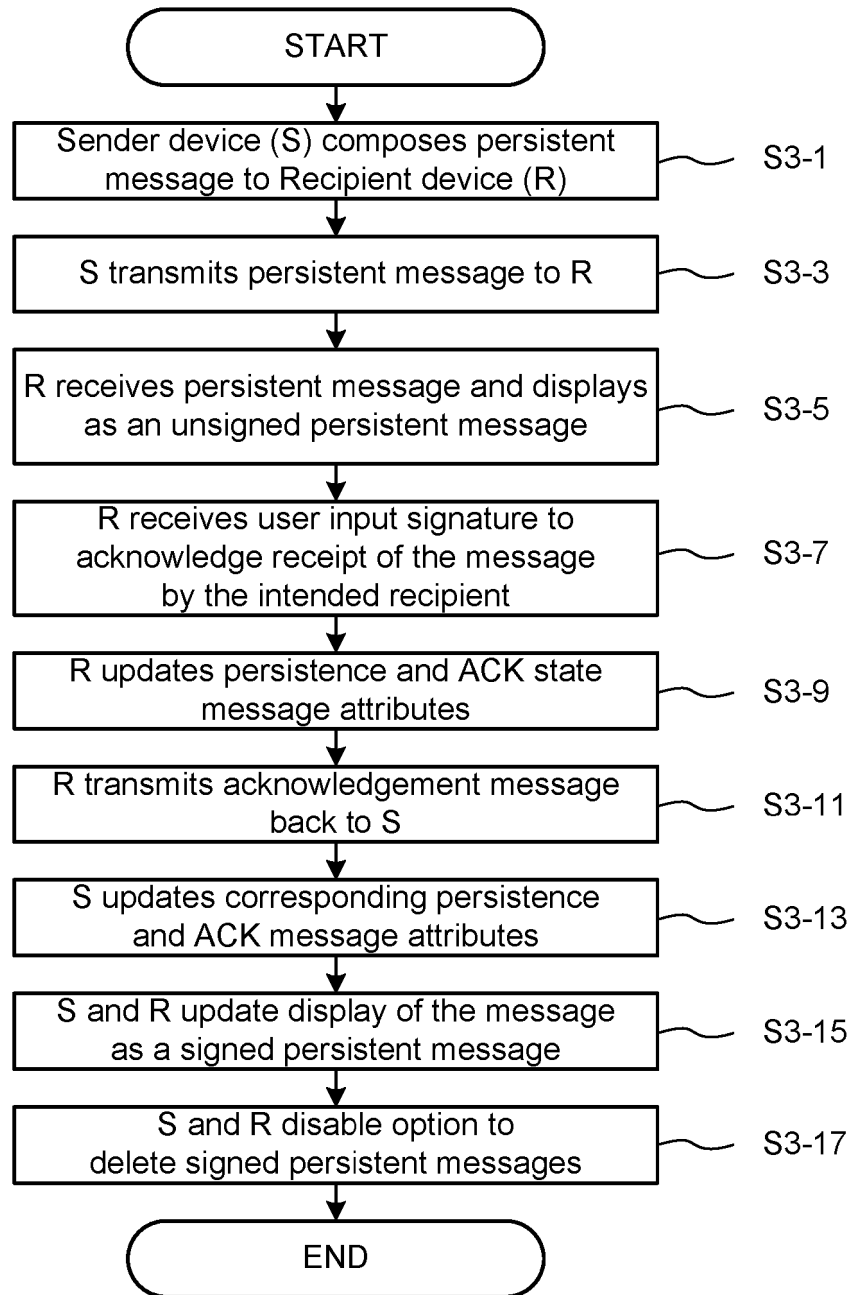 START
Sender device (S) composes persistent
message to Recipient device (R)
S3-1
S transmits persistent message to R
S3-3
R receives persistent message and displays
as an unsigned persistent message
S3-5
R receives user input signature to
acknowledge receipt of the message
by the intended recipient
S3-7
R updates persistence and ACK state
message attributes
S3-9
R transmits acknowledgement message
back to S
S3-11
S updates corresponding persistence
and ACK message attributes
S3-13
S and R update display of the message
as a signed persistent message
S3-15
S and R disable option to
delete signed persistent messages
S3-17
END